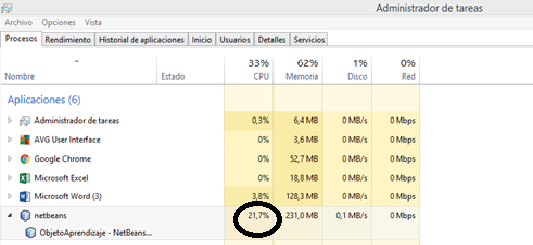 Administrador de tareas
Archivo Opciones Vista
Procesos Rendimiento Historial de aplicaciones Inicio Usuarios Detalles Servicios
33% 62% 1% 0%
Nombre Estado CPU Memoria Disco Red
Aplicaciones (6)
Administrador de tareas 0,3% 6,4 MB 0 MB/s 0 Mbps
AVG User Interface 0% 3,6 MB 0 MB/s 0 Mbps
Google Chrome 0% 52,7 MB 0 MB/s 0 Mbps
Microsoft Excel 0% 18,8 MB 0 MB/s 0 Mbps
Microsoft Word (3) 3,8% 128,3 MB 0 MB/s 0 Mbps
netbeans 21,7% 231,0 MB 0,1 MB/s 0 Mbps
ObjetoAprendizaje - NetBeans...